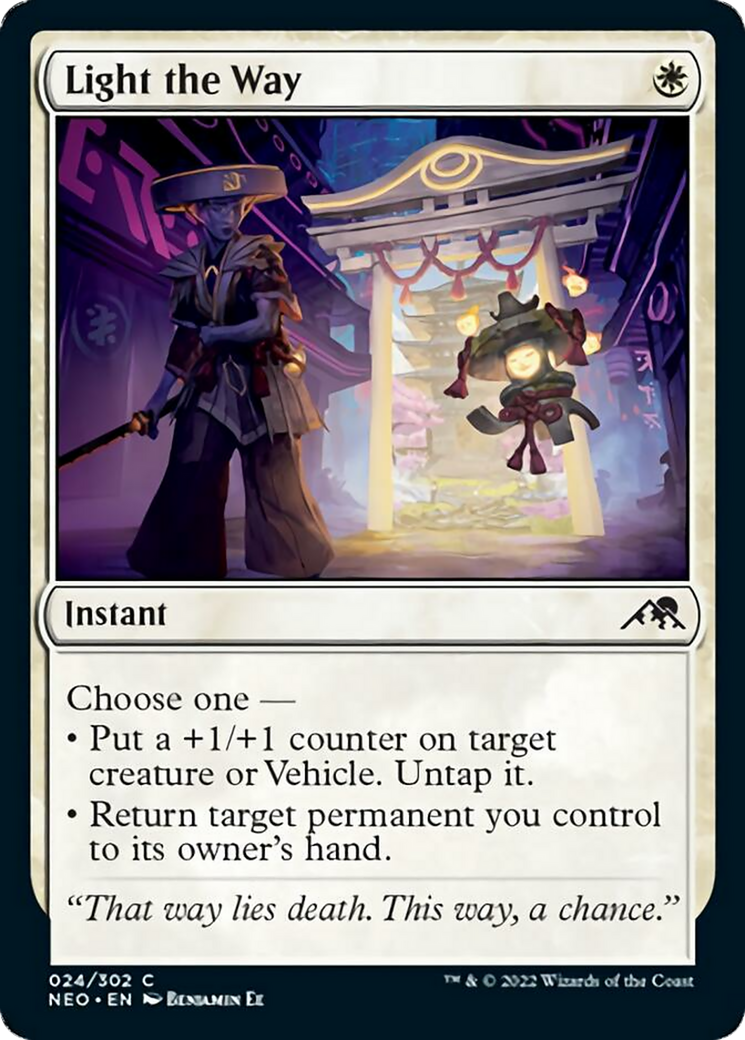 Light the Way
Instant
Choose one —
• Put a +1/+1 counter on target
creature or Vehicle. Untap it.
• Return target permanent you control
to its owner's hand.
“That way lies death. This way, a chance.”
024/302 C
NEO • EN Benjamin Ee
™ & © 2022 Wizards of the Coast